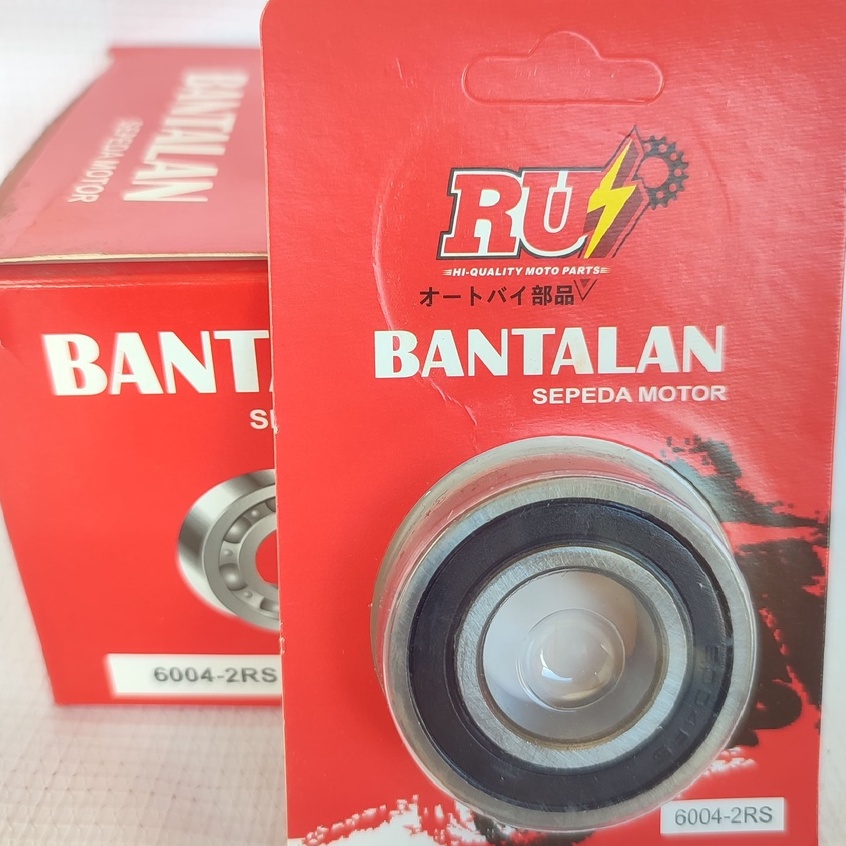 BANTALAN
SEPEDA MOTOR
BANTA
SE
6004-2RS
RU
HI-QUALITY MOTO PARTS
オートバイ部品
BANTALAN
SEPEDA MOTOR
6004-2RS